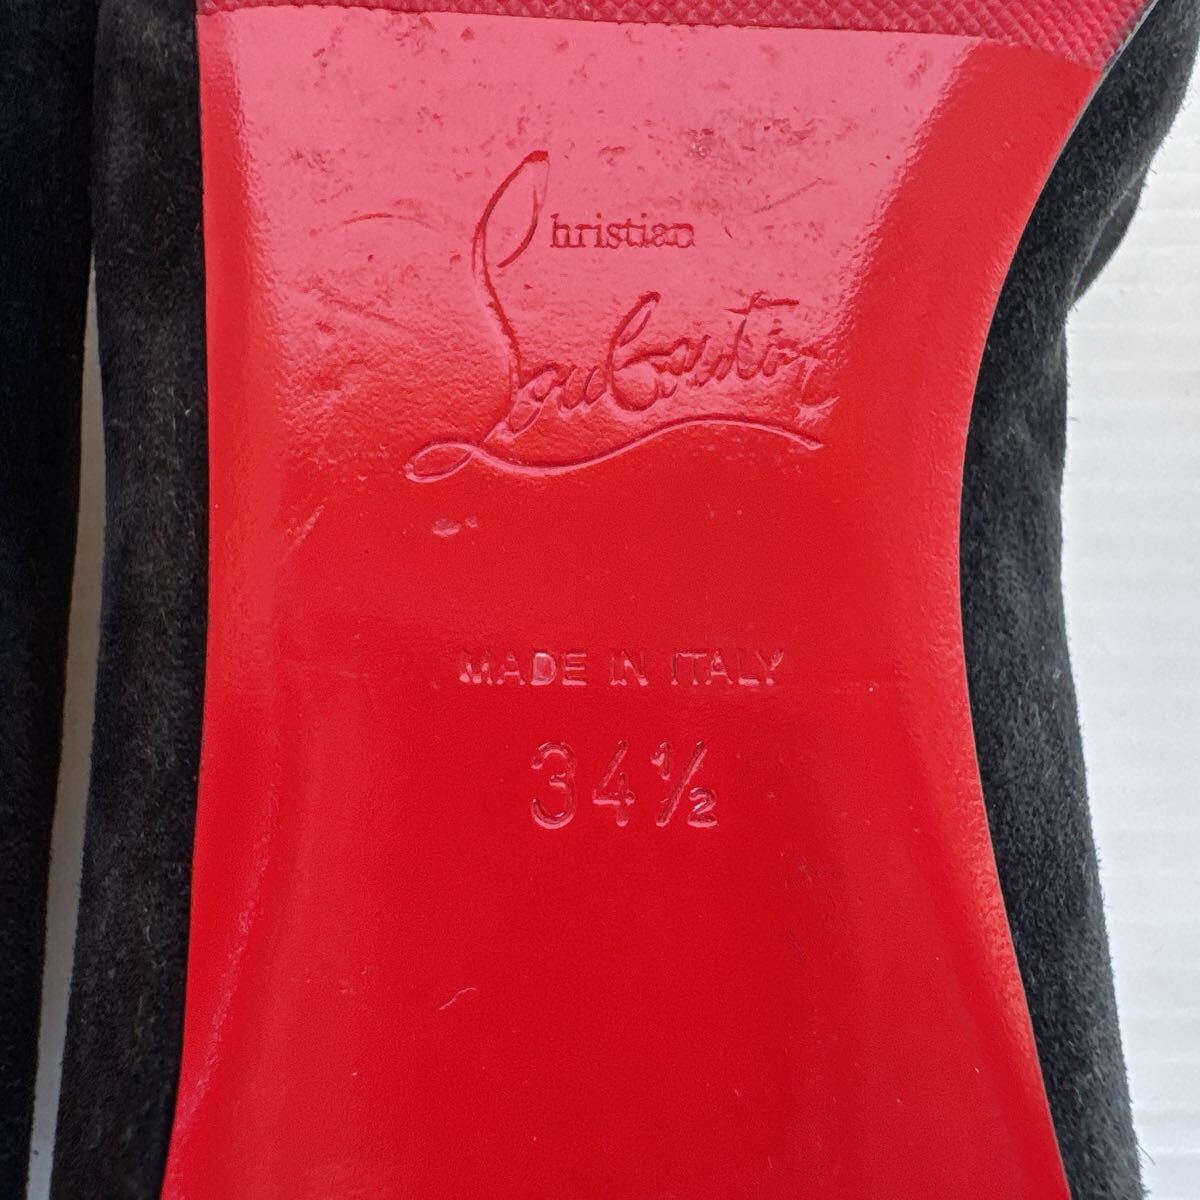 Christian
Louboutin
MADE IN ITALY
34½